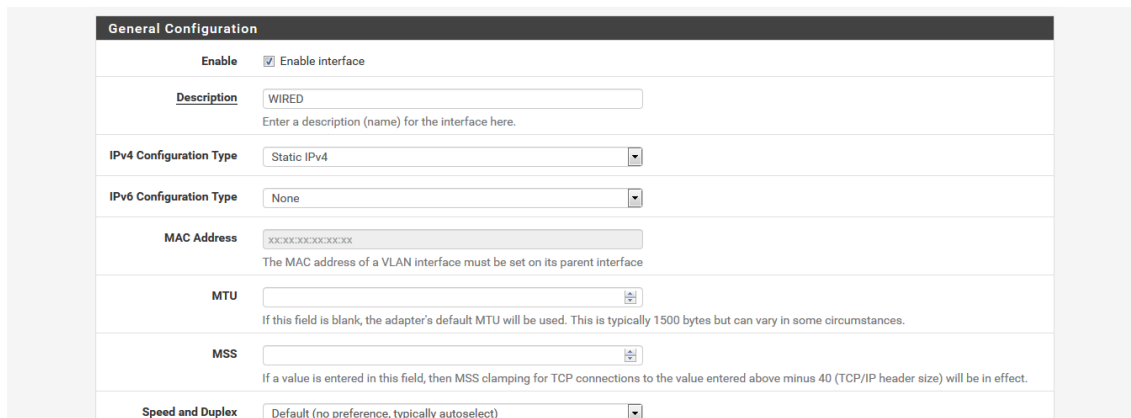 General Configuration
Enable Enable interface
Description WIRED
Enter a description (name) for the interface here.
IPv4 Configuration Type Static IPv4
IPv6 Configuration Type None
MAC Address xx:xx:xx:xx:xx:xx
The MAC address of a VLAN interface must be set on its parent interface
MTU
If this field is blank, the adapter's default MTU will be used. This is typically 1500 bytes but can vary in some circumstances.
MSS
If a value is entered in this field, then MSS clamping for TCP connections to the value entered above minus 40 (TCP/IP header size) will be in effect.
Speed and Duplex Default (no preference, typically autoselect)